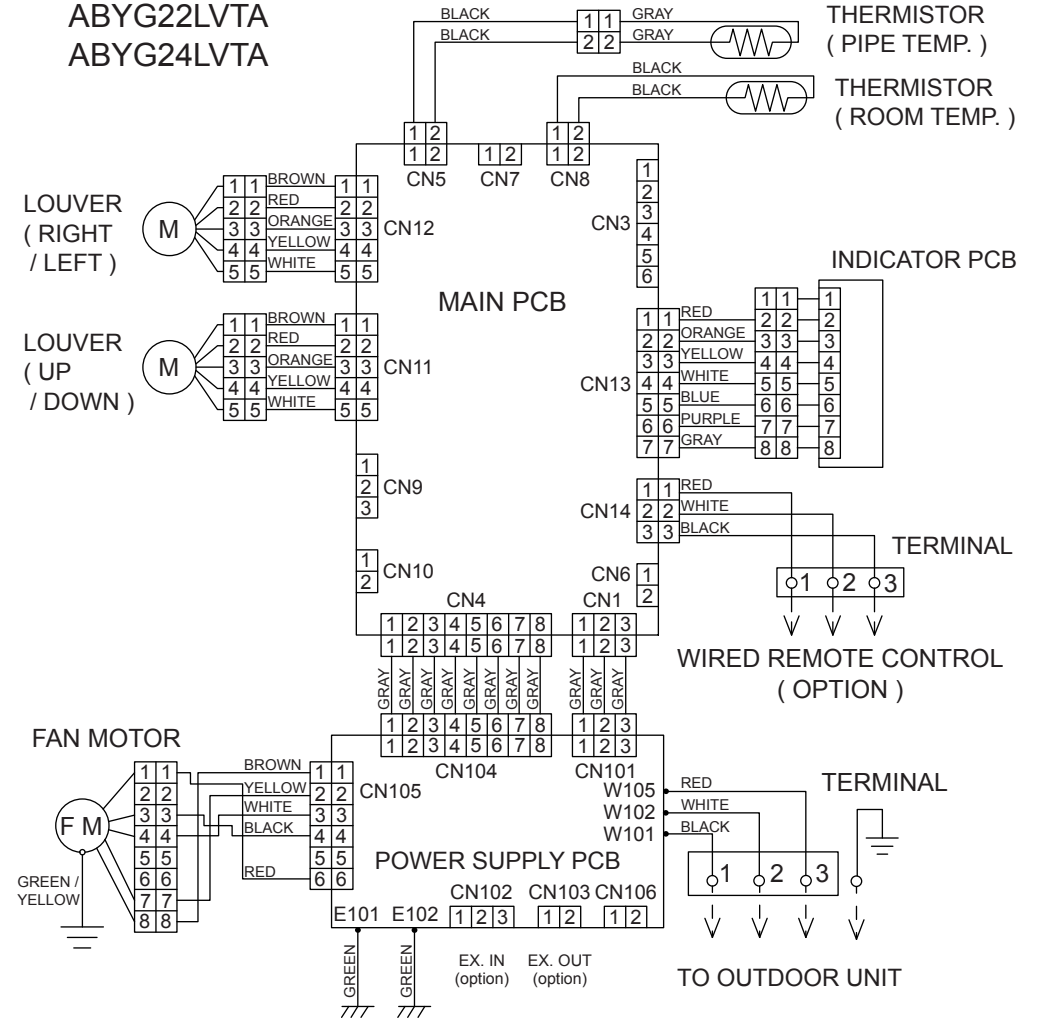 ABYG22LVTA
ABYG24LVTA
BLACK 1 1 GRAY
BLACK 2 2 GRAY
THERMISTOR
( PIPE TEMP. )
BLACK
BLACK
THERMISTOR
( ROOM TEMP. )
1 2
1 2
CN5
1 2
CN7
1 2
1 2
CN8
1
2
3
4
5
6
CN3
LOUVER
( RIGHT
/ LEFT )
M
1 1 BROWN 1 1
2 2 RED 2 2
3 3 ORANGE 3 3
4 4 YELLOW 4 4
5 5 WHITE 5 5
CN12
MAIN PCB
INDICATOR PCB
1 1 1
1 1 RED 2 2 2
2 2 ORANGE 3 3 3
3 3 YELLOW 4 4 4
4 4 WHITE 5 5 5
5 5 BLUE 6 6 6
6 6 PURPLE 7 7 7
7 7 GRAY 8 8 8
CN13
LOUVER
( UP
/ DOWN )
M
1 1 BROWN 1 1
2 2 RED 2 2
3 3 ORANGE 3 3
4 4 YELLOW 4 4
5 5 WHITE 5 5
CN11
1
2
3
CN9
1
2
CN10
CN14
1 1 RED
2 2 WHITE
3 3 BLACK
TERMINAL
1 2 3
WIRED REMOTE CONTROL
( OPTION )
CN6
1
2
CN4
1 2 3 4 5 6 7 8
1 2 3 4 5 6 7 8
GRAY GRAY GRAY GRAY GRAY GRAY GRAY GRAY
1 2 3 4 5 6 7 8
1 2 3 4 5 6 7 8
CN104
CN1
1 2 3
1 2 3
GRAY GRAY GRAY
1 2 3
1 2 3
CN101
FAN MOTOR
F M
GREEN /
YELLOW
1 1
2 2
3 3
4 4
5 5
6 6
7 7
8 8
BROWN 1 1
YELLOW 2 2
WHITE 3 3
BLACK 4 4
5 5
RED 6 6
CN105
POWER SUPPLY PCB
W105 RED
W102 WHITE
W101 BLACK
TERMINAL
1 2 3
TO OUTDOOR UNIT
E101 E102
GREEN GREEN
CN102
1 2 3
EX. IN
(option)
CN103
1 2
EX. OUT
(option)
CN106
1 2